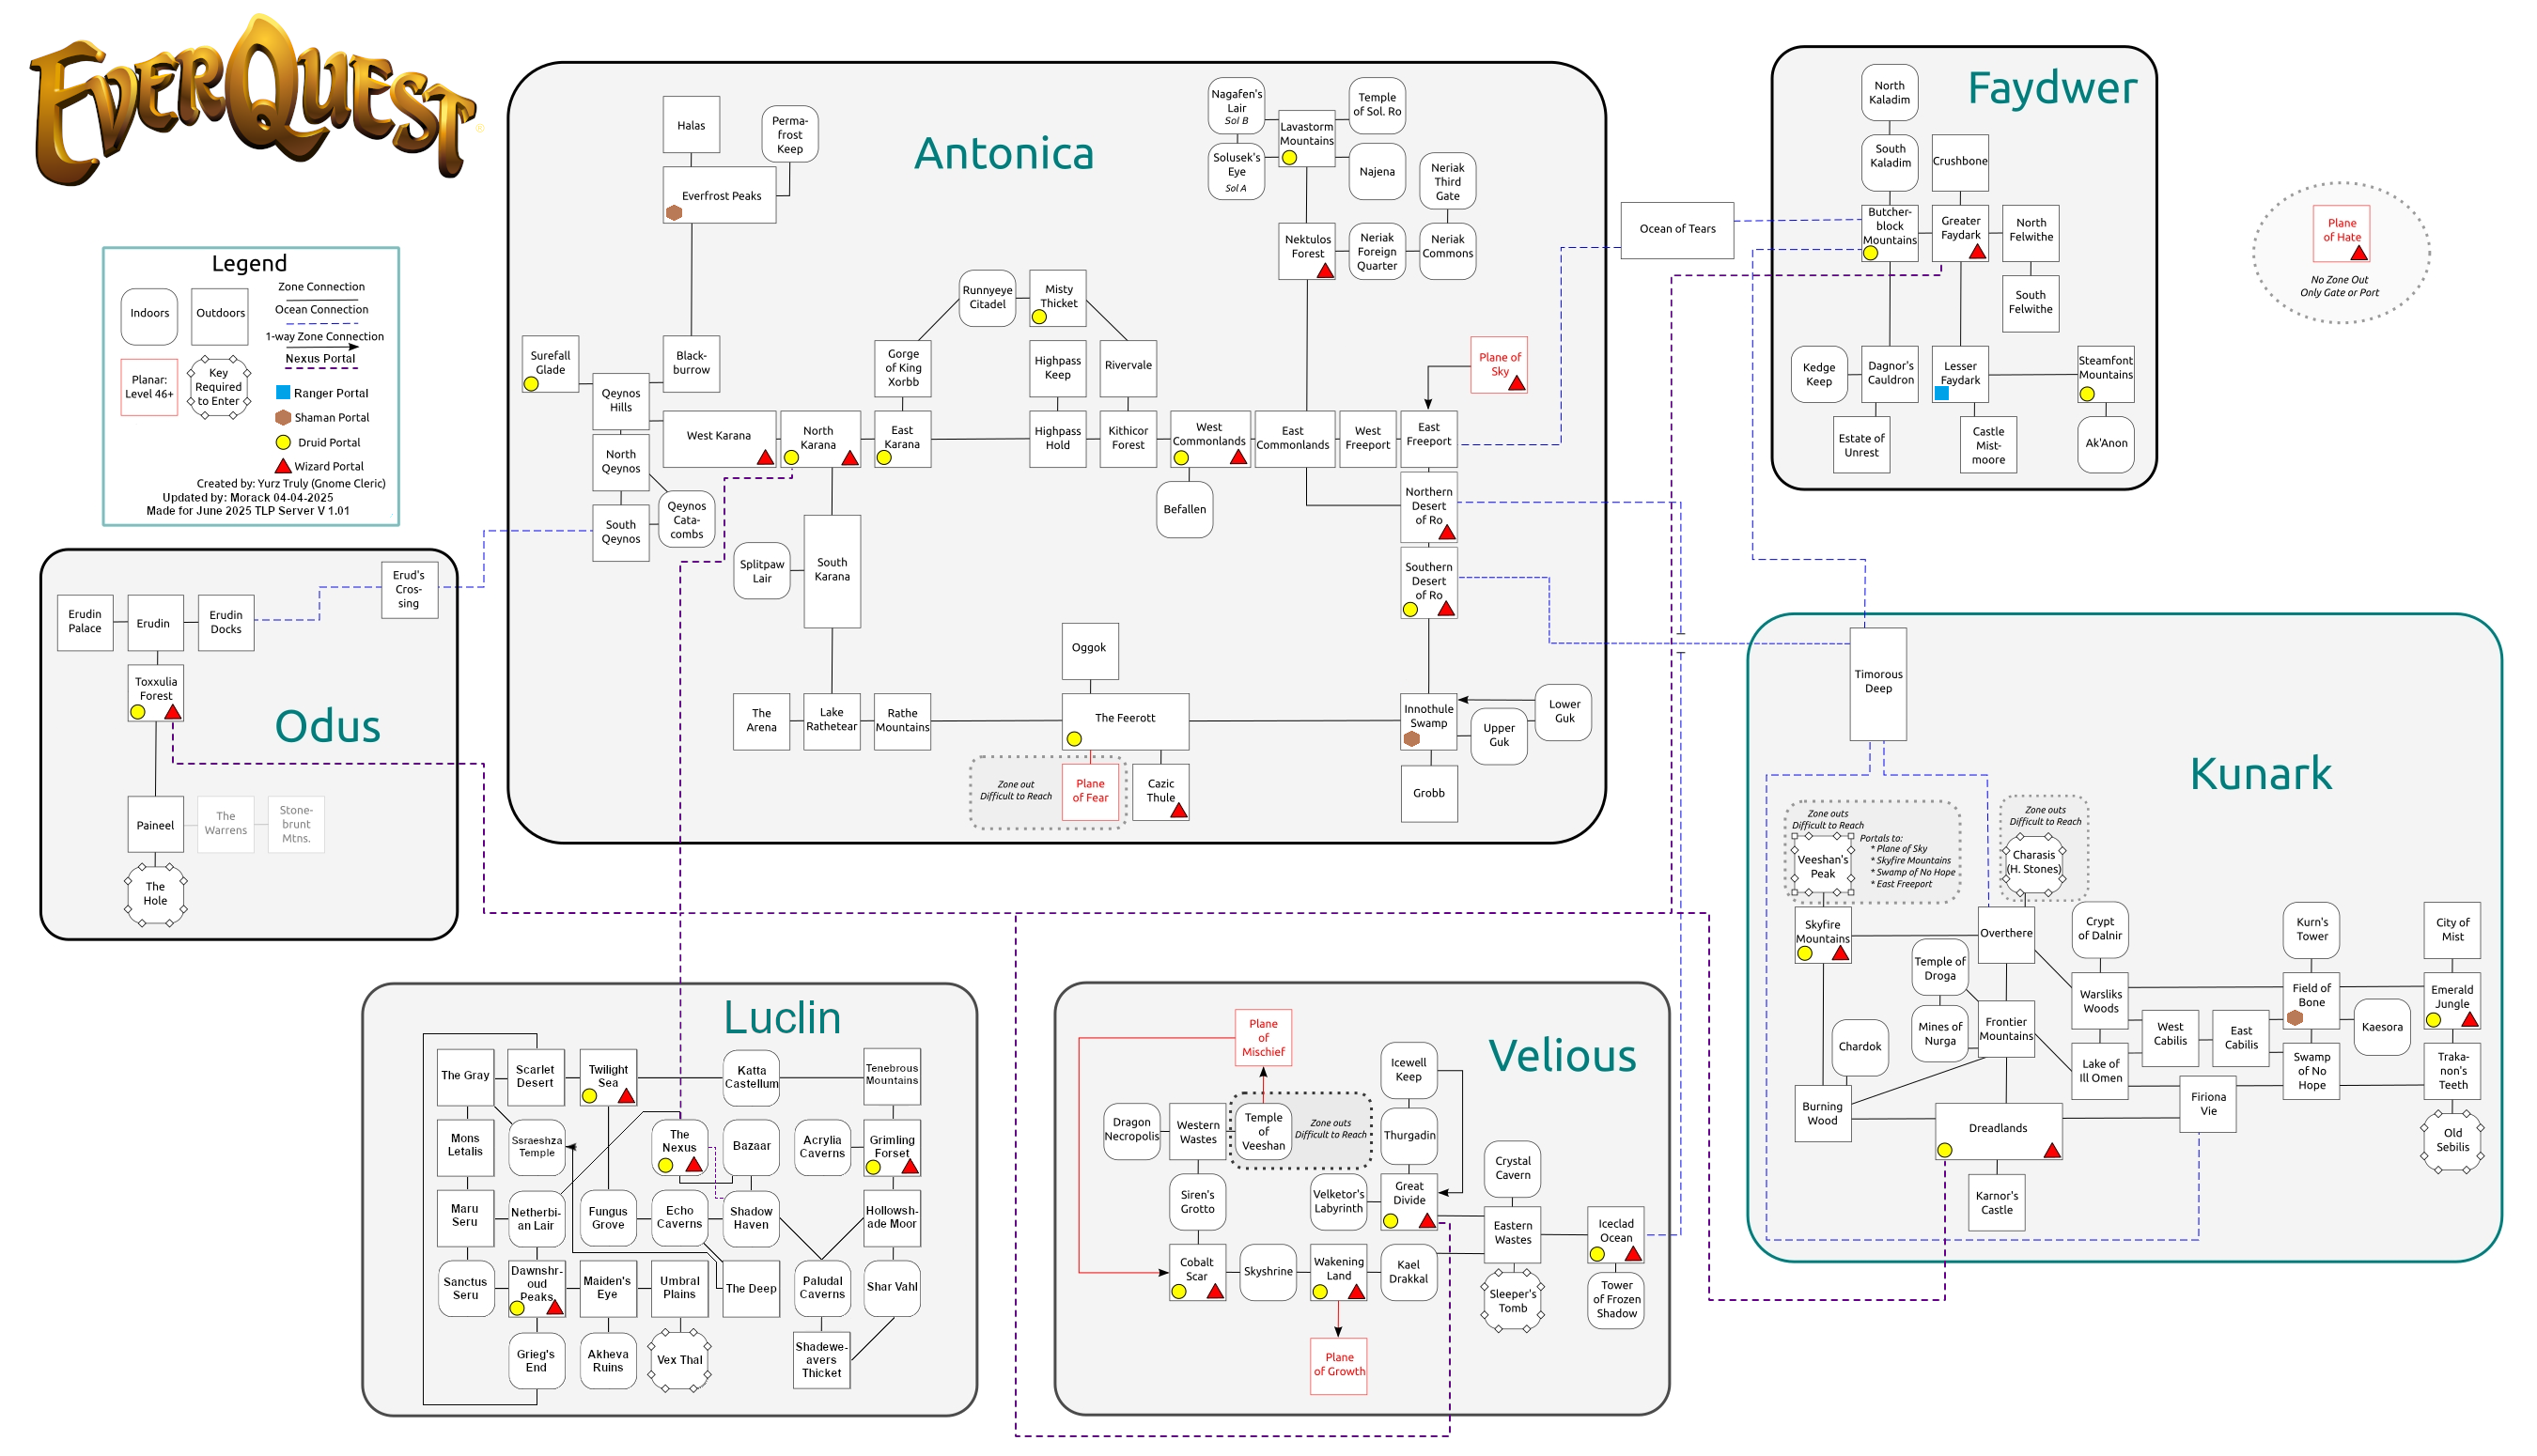 EverQuest
®
Legend
Indoors
Outdoors
Planar:
Level 46+
Key
Required
to Enter
Zone Connection
Ocean Connection
1-way Zone Connection
Nexus Portal
Ranger Portal
Shaman Portal
Druid Portal
Wizard Portal
Created by: Yurz Truly (Gnome Cleric)
Updated by: Morack 04-04-2025
Made for June 2025 TLP Server V 1.01
Antonica
Halas
Perma-
frost
Keep
Everfrost Peaks
Nagafen's
Lair
Sol B
Lavastorm
Mountains
Temple
of Sol. Ro
Solusek's
Eye
Sol A
Najena
Neriak
Third
Gate
Nektulos
Forest
Neriak
Foreign
Quarter
Neriak
Commons
Runnyeye
Citadel
Misty
Thicket
Surefall
Glade
Black-
burrow
Gorge
of King
Xorbb
Highpass
Keep
Rivervale
Plane of
Sky
Qeynos
Hills
West Karana
North
Karana
East
Karana
Highpass
Hold
Kithicor
Forest
West
Commonlands
East
Commonlands
West
Freeport
East
Freeport
North
Qeynos
Qeynos
Cata-
combs
South
Qeynos
Befallen
Northern
Desert
of Ro
Splitpaw
Lair
South
Karana
Southern
Desert
of Ro
Oggok
The
Arena
Lake
Rathetear
Rathe
Mountains
The Feerott
Innothule
Swamp
Upper
Guk
Lower
Guk
Zone out
Difficult to Reach
Plane
of Fear
Cazic
Thule
Grobb
Ocean of Tears
Faydwer
North
Kaladim
South
Kaladim
Crushbone
Butcher-
block
Mountains
Greater
Faydark
North
Felwithe
South
Felwithe
Kedge
Keep
Dagnor's
Cauldron
Lesser
Faydark
Steamfont
Mountains
Estate of
Unrest
Castle
Mist-
moore
Ak'Anon
Plane
of Hate
No Zone Out
Only Gate or Port
Odus
Erud's
Cros-
sing
Erudin
Palace
Erudin
Erudin
Docks
Toxxulia
Forest
Paineel
The
Warrens
Stone-
brunt
Mtns.
The
Hole
Kunark
Timorous
Deep
Zone outs
Difficult to Reach
Veeshan's
Peak
Portals to:
* Plane of Sky
* Skyfire Mountains
* Swamp of No Hope
* East Freeport
Zone outs
Difficult to Reach
Charasis
(H. Stones)
Skyfire
Mountains
Overthere
Crypt
of Dalnir
Kurn's
Tower
City of
Mist
Temple of
Droga
Warsliks
Woods
Field of
Bone
Emerald
Jungle
Chardok
Mines of
Nurga
Frontier
Mountains
West
Cabilis
East
Cabilis
Kaesora
Lake of
Ill Omen
Swamp
of No
Hope
Traka-
non's
Teeth
Burning
Wood
Dreadlands
Firiona
Vie
Old
Sebilis
Karnor's
Castle
Luclin
The Gray
Scarlet
Desert
Twilight
Sea
Katta
Castellum
Tenebrous
Mountains
Mons
Letalis
Ssraeshza
Temple
The
Nexus
Bazaar
Acrylia
Caverns
Grimling
Forset
Maru
Seru
Netherbi-
an Lair
Fungus
Grove
Echo
Caverns
Shadow
Haven
Hollowsh-
ade Moor
Sanctus
Seru
Dawnshr-
oud
Peaks
Maiden's
Eye
Umbral
Plains
The Deep
Paludal
Caverns
Shar Vahl
Grieg's
End
Akheva
Ruins
Vex Thal
Shadewe-
avers
Thicket
Velious
Plane
of
Mischief
Icewell
Keep
Dragon
Necropolis
Western
Wastes
Temple
of
Veeshan
Zone outs
Difficult to Reach
Thurgadin
Crystal
Cavern
Siren's
Grotto
Velketor's
Labyrinth
Great
Divide
Eastern
Wastes
Iceclad
Ocean
Cobalt
Scar
Skyshrine
Wakening
Land
Kael
Drakkal
Sleeper's
Tomb
Tower
of Frozen
Shadow
Plane
of Growth